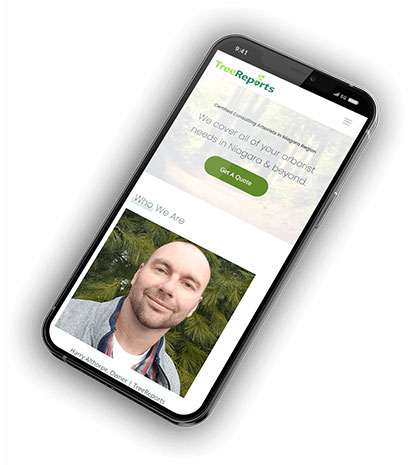 9:41
5G
TreeReports
Certified Consulting Arborists in Niagara Region
We cover all of your arborist
needs in Niagara & beyond.
Get A Quote
Who We Are
Harry Althorpe, Owner | TreeReports